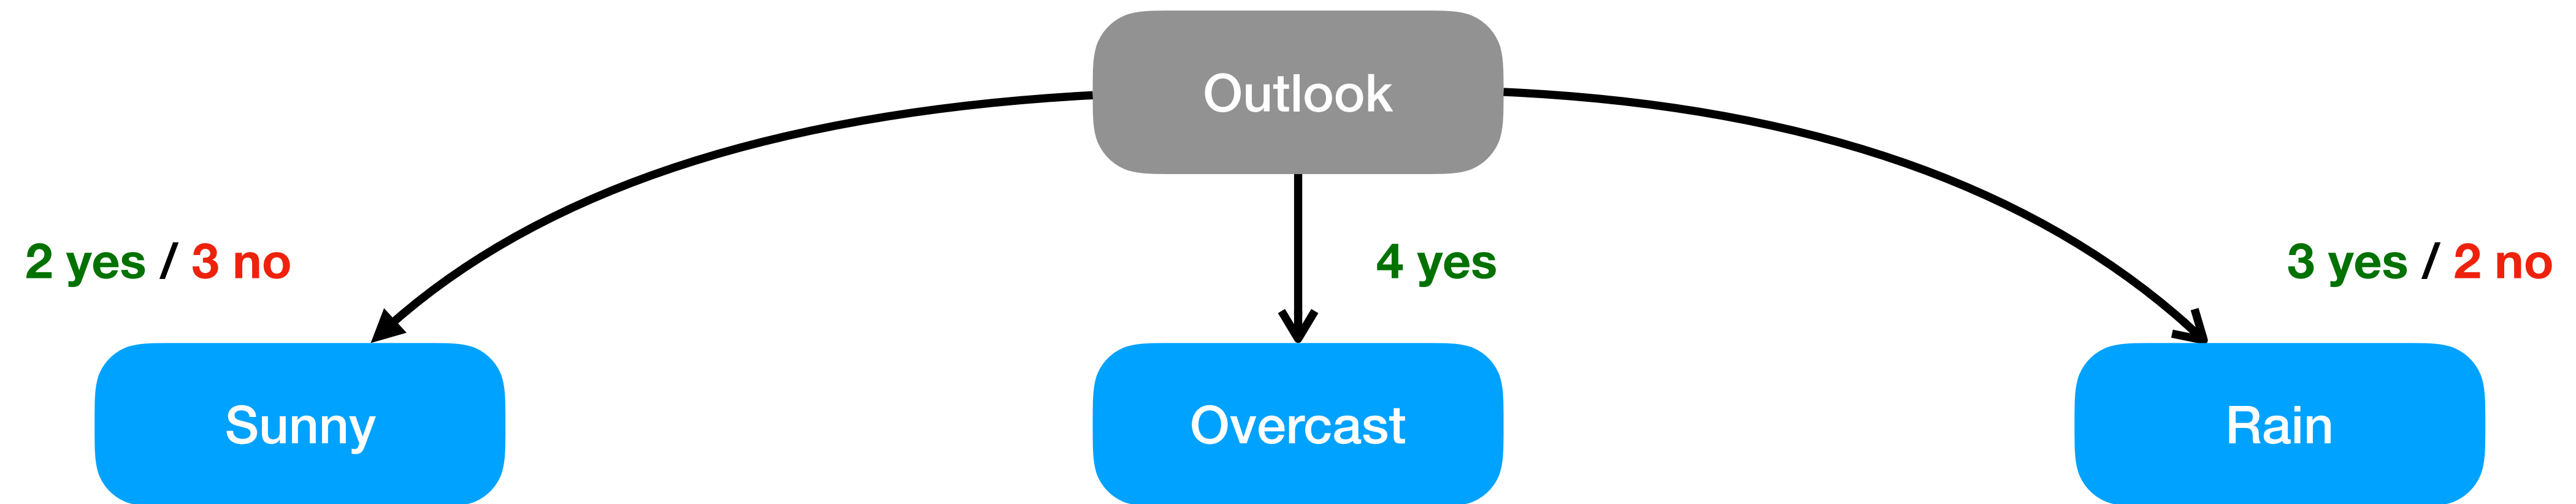 Outlook
2 yes / 3 no
4 yes
3 yes / 2 no
Sunny
Overcast
Rain